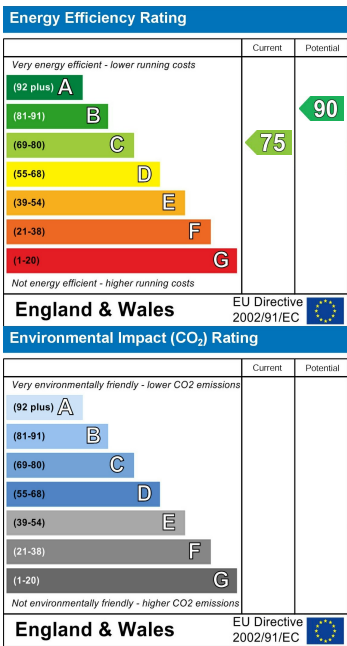 Energy Efficiency Rating
Current Potential
Very energy efficient - lower running costs
(92 plus) A
(81-91) B
(69-80) C
(55-68) D
(39-54) E
(21-38) F
(1-20) G
75
90
Not energy efficient - higher running costs
England & Wales
EU Directive
2002/91/EC
Environmental Impact (CO₂) Rating
Current Potential
Very environmentally friendly - lower CO2 emissions
(92 plus) A
(81-91) B
(69-80) C
(55-68) D
(39-54) E
(21-38) F
(1-20) G
Not environmentally friendly - higher CO2 emissions
England & Wales
EU Directive
2002/91/EC